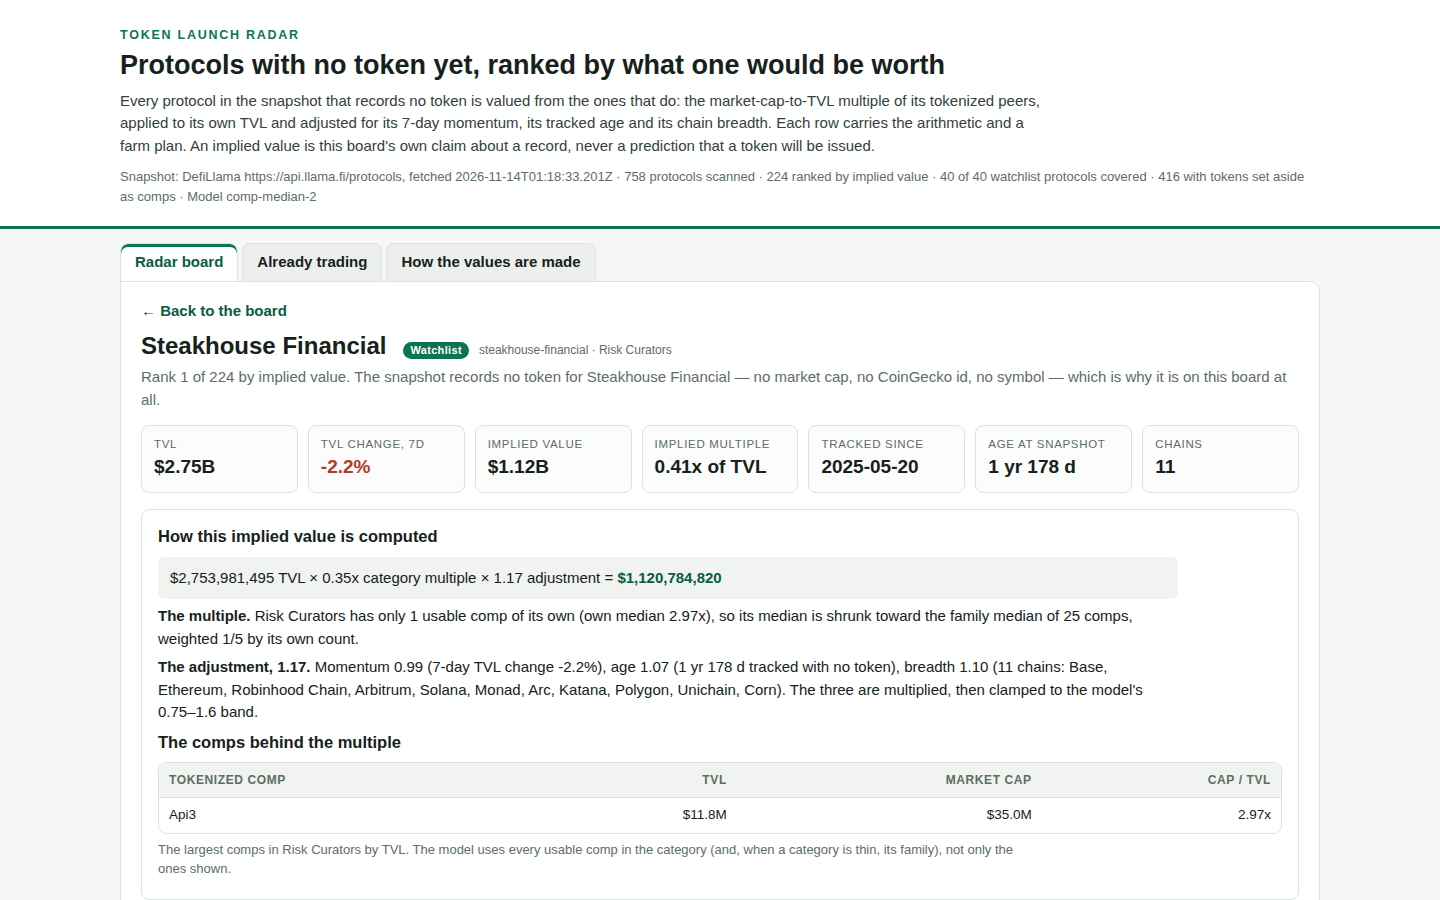 TOKEN LAUNCH RADAR
Protocols with no token yet, ranked by what one would be worth
Every protocol in the snapshot that records no token is valued from the ones that do: the market-cap-to-TVL multiple of its tokenized peers,
applied to its own TVL and adjusted for its 7-day momentum, its tracked age and its chain breadth. Each row carries the arithmetic and a
farm plan. An implied value is this board's own claim about a record, never a prediction that a token will be issued.
Snapshot: DefiLlama https://api.llama.fi/protocols, fetched 2026-11-14T01:18:33.201Z · 758 protocols scanned · 224 ranked by implied value · 40 of 40 watchlist protocols covered · 416 with tokens set aside
as comps · Model comp-median-2
Radar board
Already trading
How the values are made
← Back to the board
Steakhouse Financial Watchlist steakhouse-financial · Risk Curators
Rank 1 of 224 by implied value. The snapshot records no token for Steakhouse Financial — no market cap, no CoinGecko id, no symbol — which is why it is on this board at
all.
TVL
$2.75B
TVL CHANGE, 7D
-2.2%
IMPLIED VALUE
$1.12B
IMPLIED MULTIPLE
0.41x of TVL
TRACKED SINCE
2025-05-20
AGE AT SNAPSHOT
1 yr 178 d
CHAINS
11
How this implied value is computed
$2,753,981,495 TVL × 0.35x category multiple × 1.17 adjustment = $1,120,784,820
The multiple. Risk Curators has only 1 usable comp of its own (own median 2.97x), so its median is shrunk toward the family median of 25 comps,
weighted 1/5 by its own count.
The adjustment, 1.17. Momentum 0.99 (7-day TVL change -2.2%), age 1.07 (1 yr 178 d tracked with no token), breadth 1.10 (11 chains: Base,
Ethereum, Robinhood Chain, Arbitrum, Solana, Monad, Arc, Katana, Polygon, Unichain, Corn). The three are multiplied, then clamped to the model's
0.75–1.6 band.
The comps behind the multiple
TOKENIZED COMP TVL MARKET CAP CAP / TVL
Api3 $11.8M $35.0M 2.97x
The largest comps in Risk Curators by TVL. The model uses every usable comp in the category (and, when a category is thin, its family), not only the
ones shown.